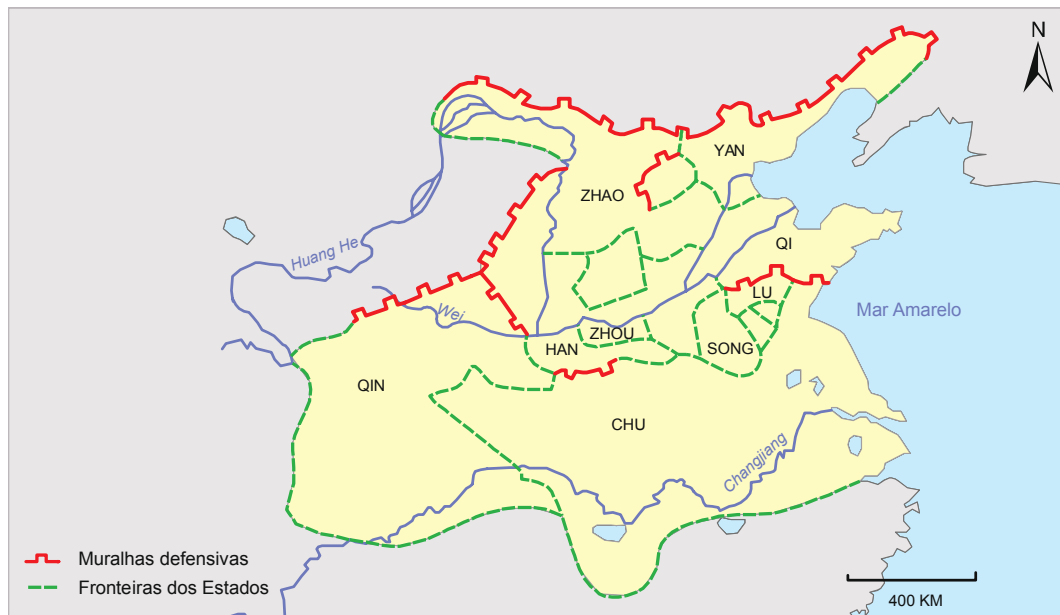 N
YAN
ZHAO
QI
Huang He
LU
Mar Amarelo
Wei
ZHOU
HAN
SONG
QIN
CHU
Changjiang
Muralhas defensivas
Fronteiras dos Estados
400 KM